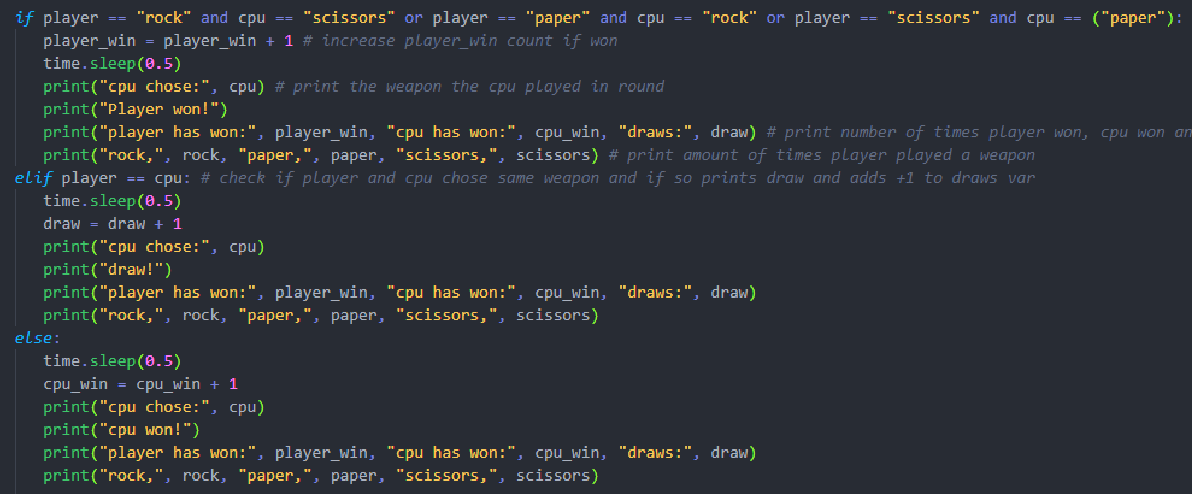 if player == "rock" and cpu == "scissors" or player == "paper" and cpu == "rock" or player == "scissors" and cpu == ("paper"):
player_win = player_win + 1 # increase player_win count if won
time.sleep(0.5)
print("cpu chose:", cpu) # print the weapon the cpu played in round
print("Player won!")
print("player has won:", player_win, "cpu has won:", cpu_win, "draws:", draw) # print number of times player won, cpu won an
print("rock,", rock, "paper,", paper, "scissors,", scissors) # print amount of times player played a weapon
elif player == cpu: # check if player and cpu chose same weapon and if so prints draw and adds +1 to draws var
time.sleep(0.5)
draw = draw + 1
print("cpu chose:", cpu)
print("draw!")
print("player has won:", player_win, "cpu has won:", cpu_win, "draws:", draw)
print("rock,", rock, "paper,", paper, "scissors,", scissors)
else:
time.sleep(0.5)
cpu_win = cpu_win + 1
print("cpu chose:", cpu)
print("cpu won!")
print("player has won:", player_win, "cpu has won:", cpu_win, "draws:", draw)
print("rock,", rock, "paper,", paper, "scissors,", scissors)